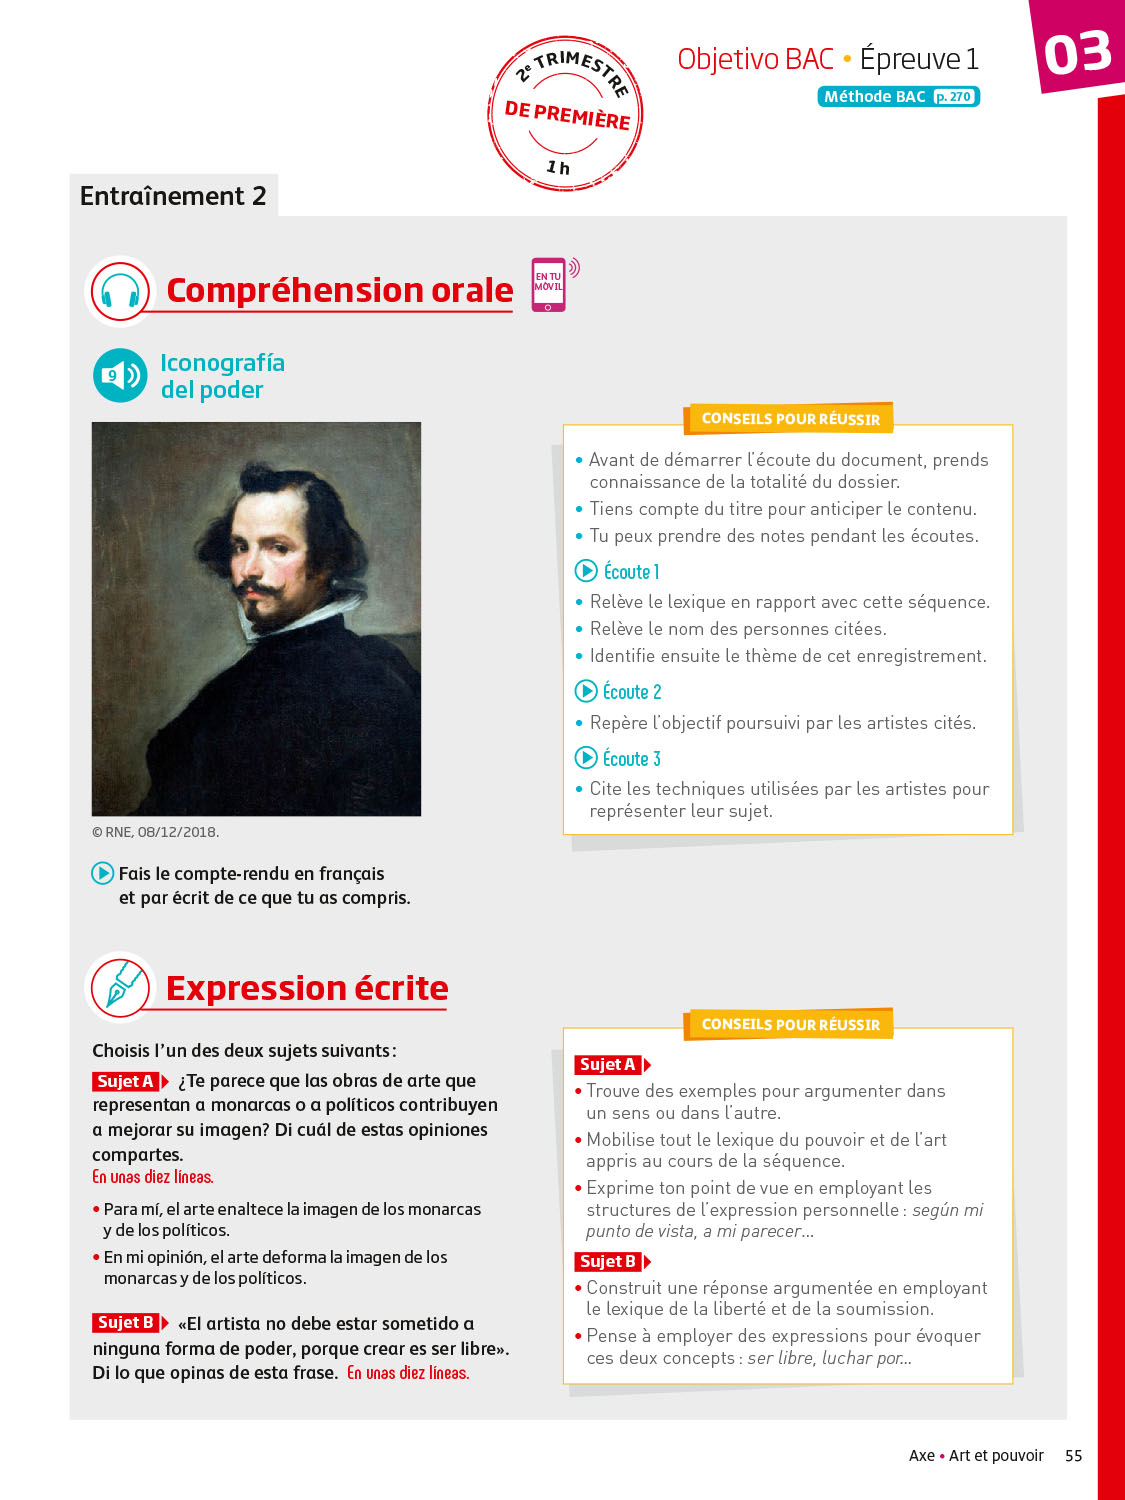 2e TRIMESTRE
DE PREMIÈRE
1 h
Objetivo BAC • Épreuve 1
Méthode BAC p. 270
03
Entraînement 2
Compréhension orale
EN TU
MÓVIL
9
Iconografía
del poder
© RNE, 08/12/2018.
Fais le compte-rendu en français
et par écrit de ce que tu as compris.
CONSEILS POUR RÉUSSIR
• Avant de démarrer l'écoute du document, prends
connaissance de la totalité du dossier.
• Tiens compte du titre pour anticiper le contenu.
• Tu peux prendre des notes pendant les écoutes.
Écoute 1
• Relève le lexique en rapport avec cette séquence.
• Relève le nom des personnes citées.
• Identifie ensuite le thème de cet enregistrement.
Écoute 2
• Repère l'objectif poursuivi par les artistes cités.
Écoute 3
• Cite les techniques utilisées par les artistes pour
représenter leur sujet.
Expression écrite
Choisis l'un des deux sujets suivants :
Sujet A ¿Te parece que las obras de arte que
representan a monarcas o a políticos contribuyen
a mejorar su imagen? Di cuál de estas opiniones
compartes.
En unas diez líneas.
• Para mí, el arte enaltece la imagen de los monarcas
y de los políticos.
• En mi opinión, el arte deforma la imagen de los
monarcas y de los políticos.
Sujet B «El artista no debe estar sometido a
ninguna forma de poder, porque crear es ser libre».
Di lo que opinas de esta frase. En unas diez líneas.
CONSEILS POUR RÉUSSIR
Sujet A
• Trouve des exemples pour argumenter dans
un sens ou dans l'autre.
• Mobilise tout le lexique du pouvoir et de l'art
appris au cours de la séquence.
• Exprime ton point de vue en employant les
structures de l'expression personnelle : según mi
punto de vista, a mi parecer…
Sujet B
• Construit une réponse argumentée en employant
le lexique de la liberté et de la soumission.
• Pense à employer des expressions pour évoquer
ces deux concepts : ser libre, luchar por…
Axe • Art et pouvoir 55